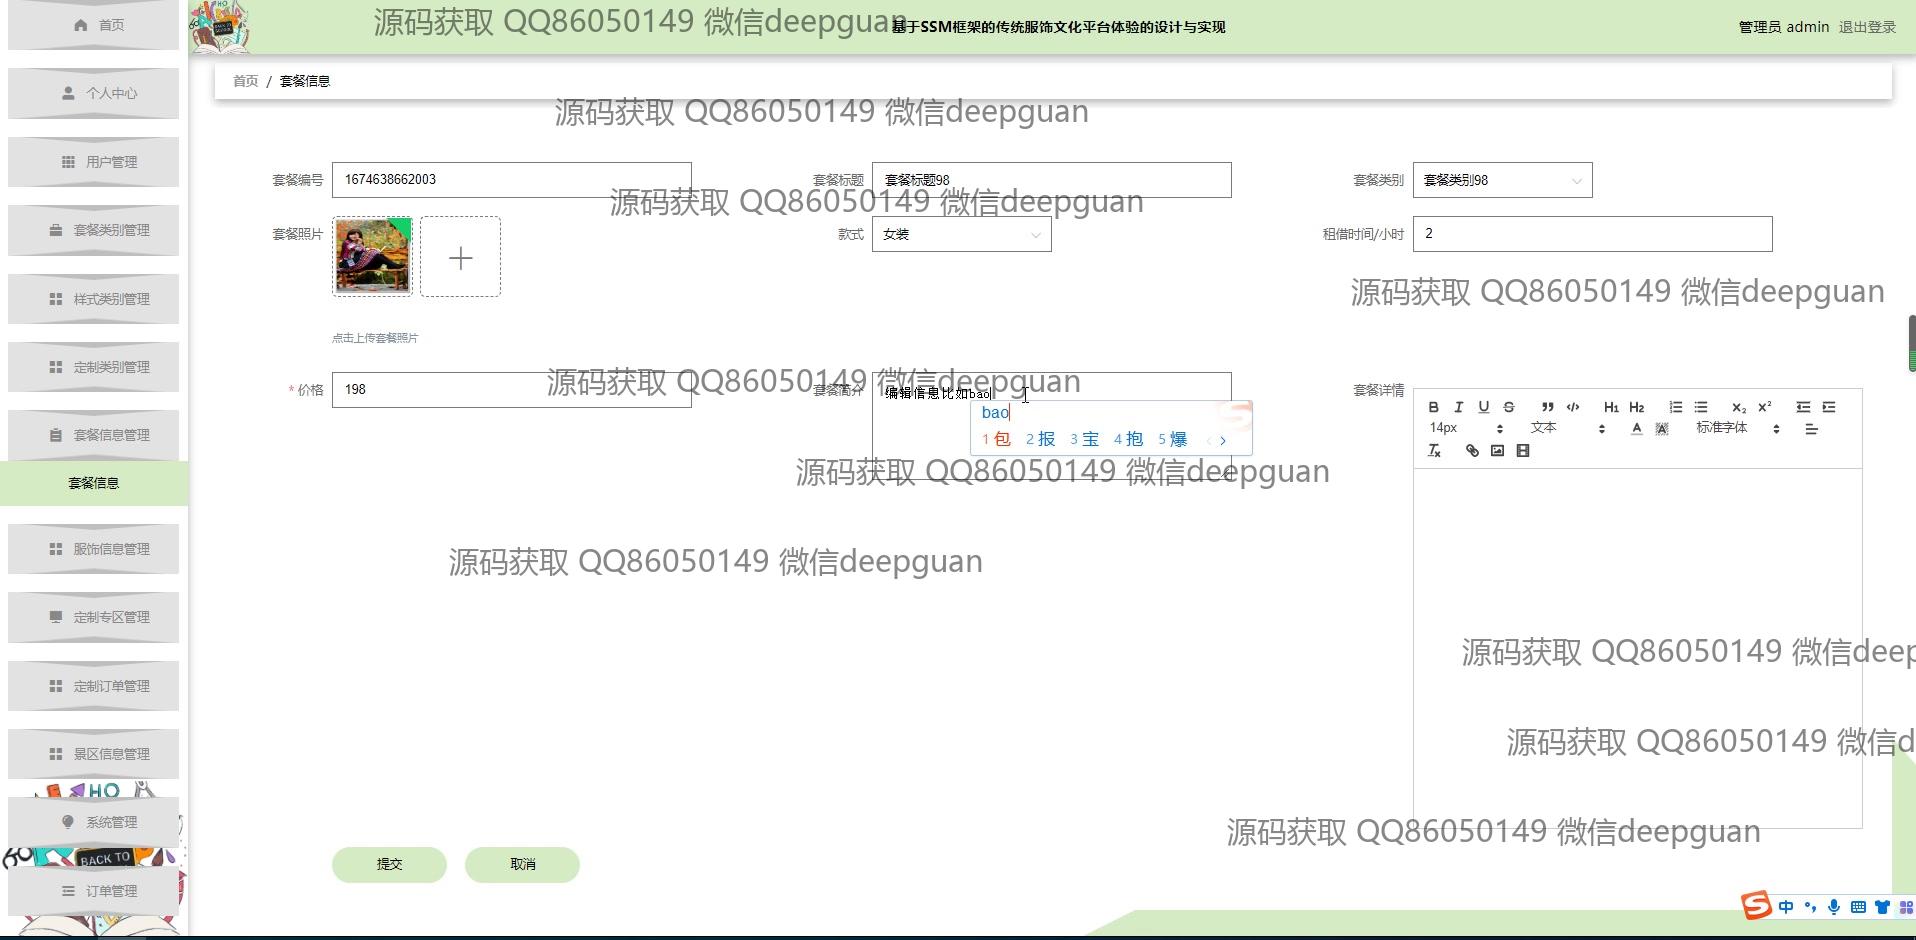 首页
个人中心
用户管理
套餐类别管理
样式类别管理
定制类别管理
套餐信息管理
套餐信息
服饰信息管理
定制专区管理
定制订单管理
景区信息管理
HO
系统管理
BACK TO
订单管理
源码获取 QQ86050149 微信deepguan
基于SSM框架的传统服饰文化平台体验的设计与实现
管理员 admin 退出登录
首页 / 套餐信息
源码获取 QQ86050149 微信deepguan
套餐编号 1674638662003
套餐标题 套餐标题98
套餐类别 套餐类别98
源码获取 QQ86050149 微信deepguan
套餐照片
款式 女装
租借时间/小时 2
源码获取 QQ86050149 微信deepguan
点击上传套餐照片
* 价格 198
源码获取 QQ86050149 微信deepguan
套餐简介 编辑信息比如bao
bao
1 包 2 报 3 宝 4 抱 5 爆
套餐详情
B I U S H1 H2 x2 x2
14px 文本 A A 标准字体
源码获取 QQ86050149 微信deepguan
源码获取 QQ86050149 微信deepguan
源码获取 QQ86050149 微信deep
源码获取 QQ86050149 微信d
源码获取 QQ86050149 微信deepguan
提交 取消
S 中